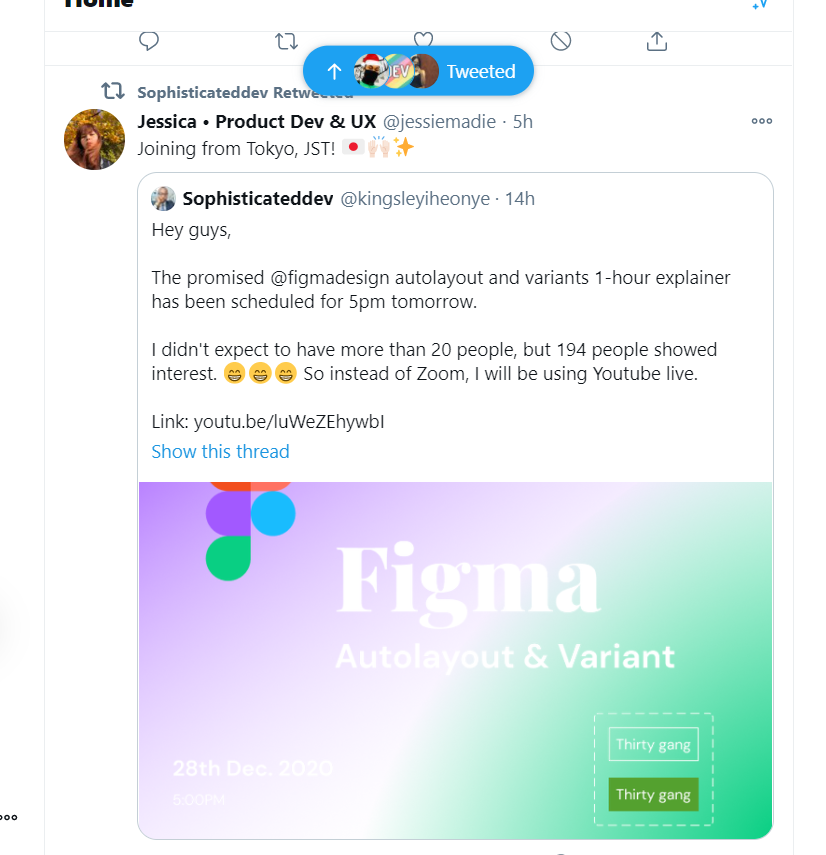 Home
Tweeted
Sophisticateddev Retweeted
Jessica • Product Dev & UX @jessiemadie · 5h
Joining from Tokyo, JST! 🇯🇵🙌🏻✨
Sophisticateddev @kingsleyiheonye · 14h
Hey guys,
The promised @figmadesign autolayout and variants 1-hour explainer
has been scheduled for 5pm tomorrow.
I didn't expect to have more than 20 people, but 194 people showed
interest. 😁😁😁 So instead of Zoom, I will be using Youtube live.
Link: youtu.be/luWeZEhywbI
Show this thread
Figma
Autolayout & Variant
Thirty gang
28th Dec. 2020
Thirty gang
5:00PM